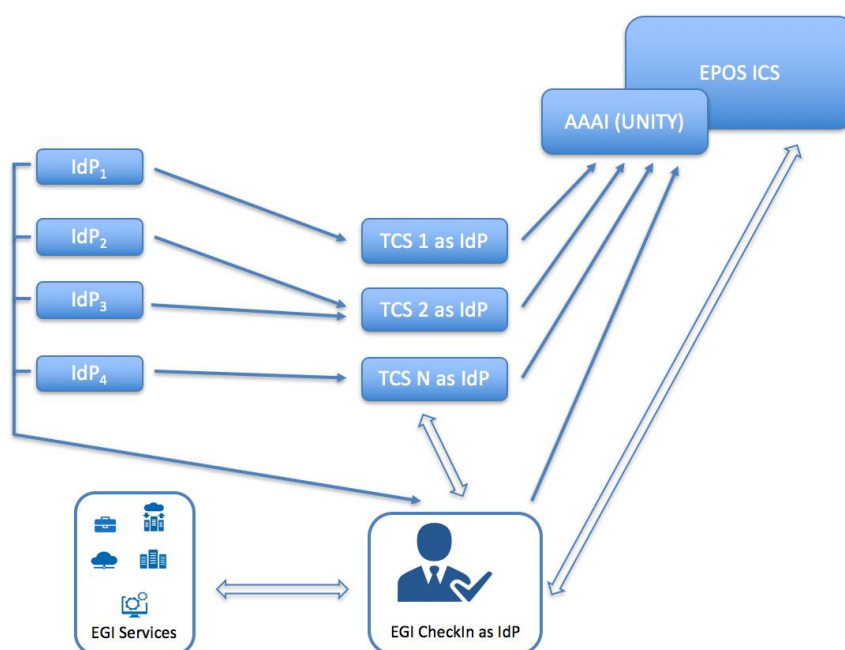 EPOS ICS
AAAI (UNITY)
IdP₁
IdP₂
IdP₃
IdP₄
TCS 1 as IdP
TCS 2 as IdP
TCS N as IdP
EGI Services
EGI CheckIn as IdP